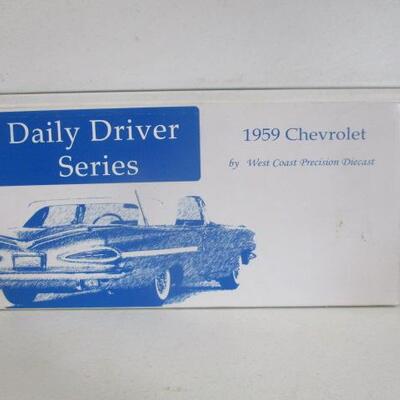 Daily Driver
Series
1959 Chevrolet
by West Coast Precision Diecast